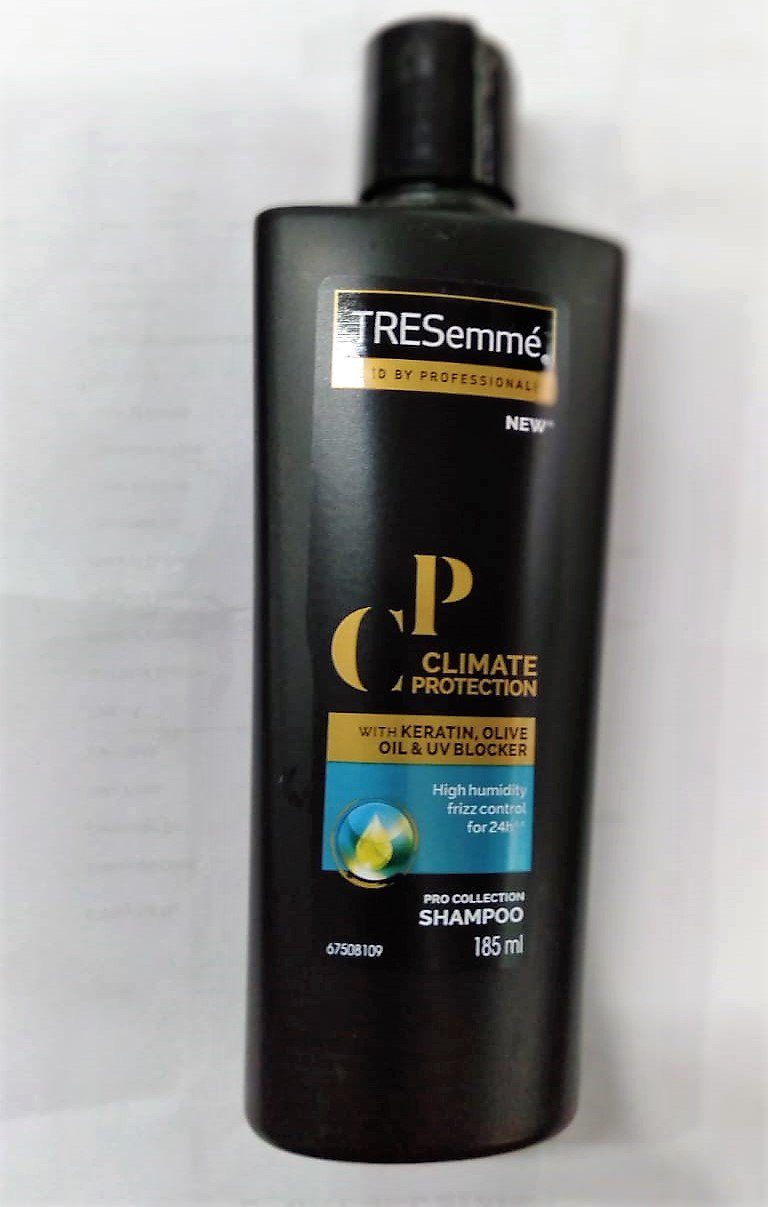 TRESemmé
BY PROFESSIONAL
NEW
CP
CLIMATE
PROTECTION
WITH KERATIN, OLIVE
OIL & UV BLOCKER
High humidity
frizz control
for 24h^^
PRO COLLECTION
SHAMPOO
67508109 185 ml